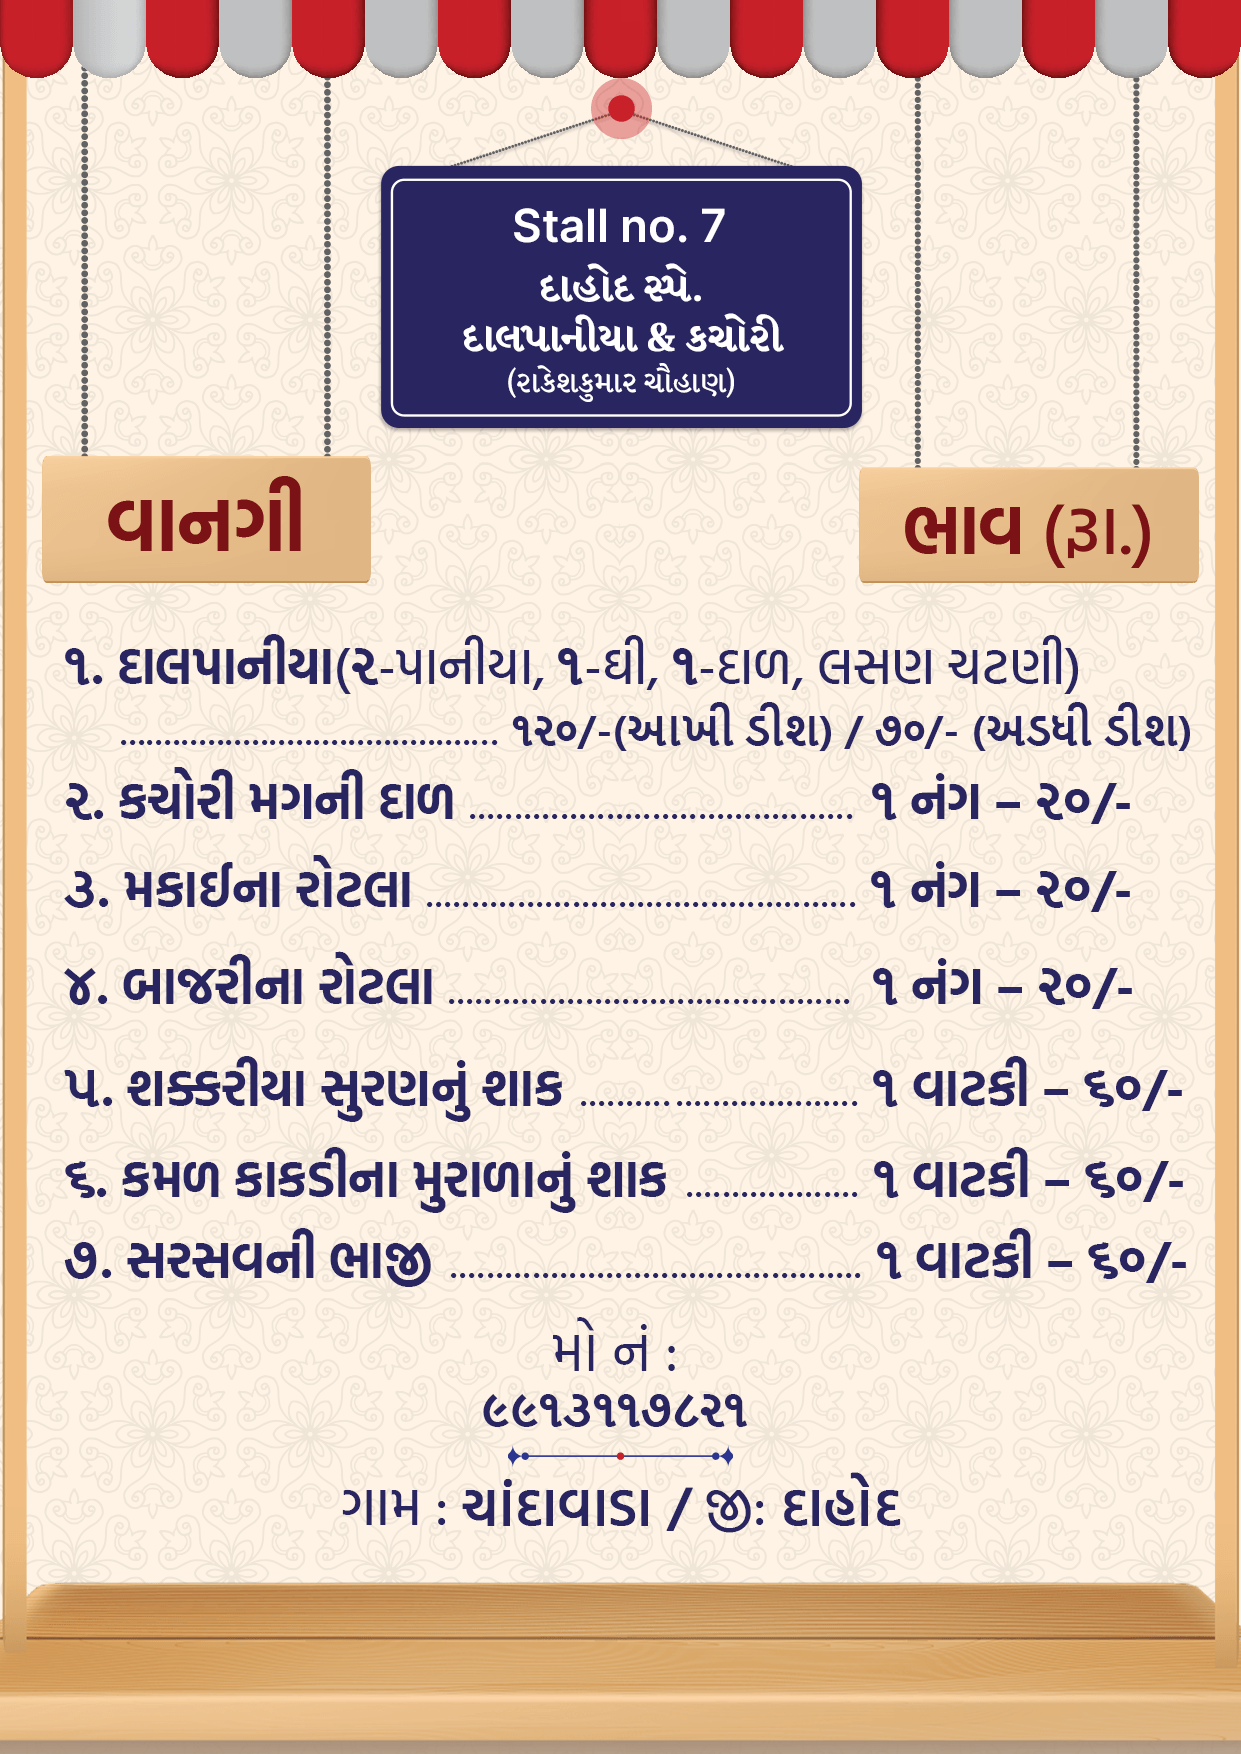 Stall no. 7
દાહોદ સ્પે.
દાલપાનીયા & કચોરી
(રાકેશકુમાર ચૌહાણ)
વાનગી
ભાવ (રૂા.)
૧. દાલપાનીયા(૨-પાનીયા, ૧-ઘી, ૧-દાળ, લસણ ચટણી)
........................................... ૧૨૦/-(આખી ડીશ) / ૭૦/- (અડધી ડીશ)
૨. કચોરી મગની દાળ ........................................... ૧ નંગ – ૨૦/-
૩. મકાઈના રોટલા ................................................ ૧ નંગ – ૨૦/-
૪. બાજરીના રોટલા ............................................. ૧ નંગ – ૨૦/-
૫. શક્કરીયા સુરણનું શાક .............................. ૧ વાટકી – ૬૦/-
૬. કમળ કાકડીના મુરાળાનું શાક ................... ૧ વાટકી – ૬૦/-
૭. સરસવની ભાજી .............................................. ૧ વાટકી – ૬૦/-
મો નં :
૯૯૧૩૧૧૭૮૨૧
ગામ : ચાંદાવાડા / જી: દાહોદ